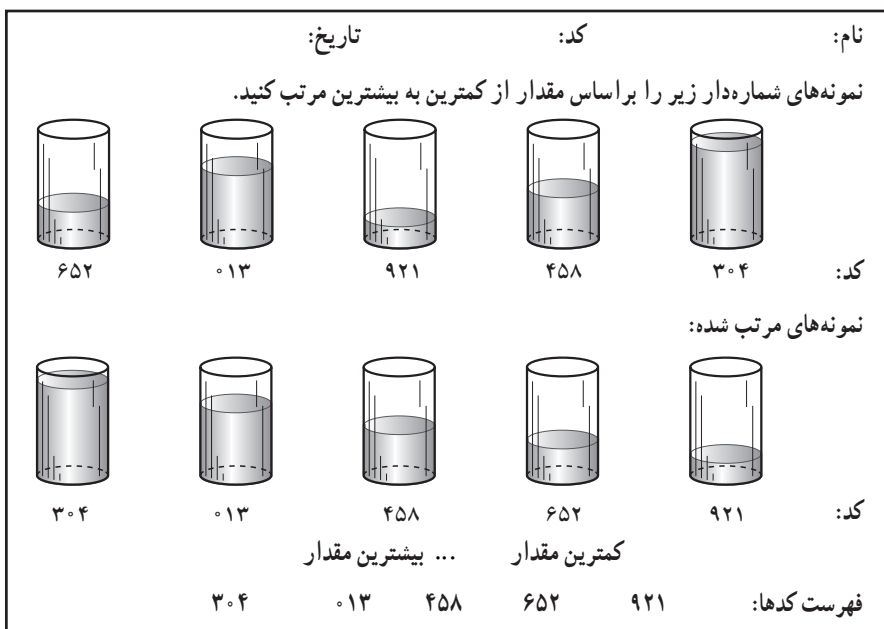 نام: کد: تاریخ:
نمونه‌های شماره‌دار زیر را براساس مقدار از کمترین به بیشترین مرتب کنید.
کد: ۳۰۴ ۴۵۸ ۹۲۱ ۰۱۳ ۶۵۲
نمونه‌های مرتب شده:
کد: ۹۲۱ ۶۵۲ ۴۵۸ ۰۱۳ ۳۰۴
کمترین مقدار ... بیشترین مقدار
فهرست کدها: ۹۲۱ ۶۵۲ ۴۵۸ ۰۱۳ ۳۰۴